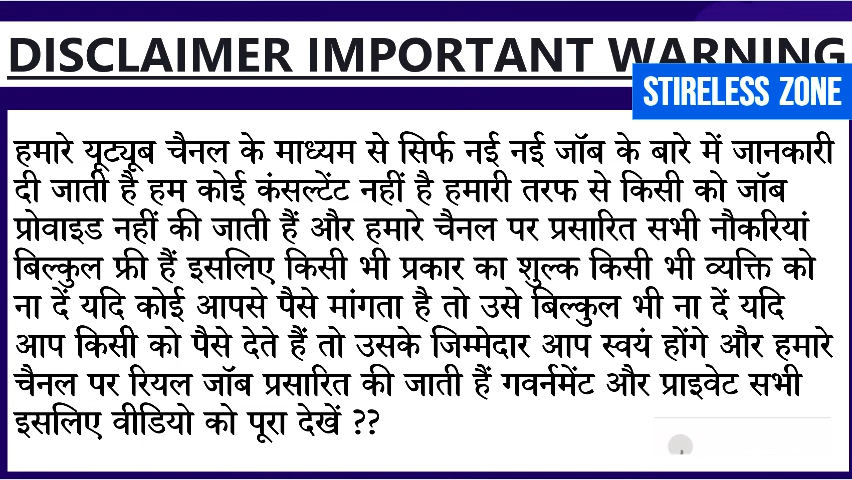 DISCLAIMER IMPORTANT WARNING
STIRELESS ZONE
हमारे यूट्यूब चैनल के माध्यम से सिर्फ नई नई जॉब के बारे में जानकारी
दी जाती है हम कोई कंसल्टेंट नहीं है हमारी तरफ से किसी को जॉब
प्रोवाइड नहीं की जाती हैं और हमारे चैनल पर प्रसारित सभी नौकरियां
बिल्कुल फ्री हैं इसलिए किसी भी प्रकार का शुल्क किसी भी व्यक्ति को
ना दें यदि कोई आपसे पैसे मांगता है तो उसे बिल्कुल भी ना दें यदि
आप किसी को पैसे देते हैं तो उसके जिम्मेदार आप स्वयं होंगे और हमारे
चैनल पर रियल जॉब प्रसारित की जाती हैं गवर्नमेंट और प्राइवेट सभी
इसलिए वीडियो को पूरा देखें ??